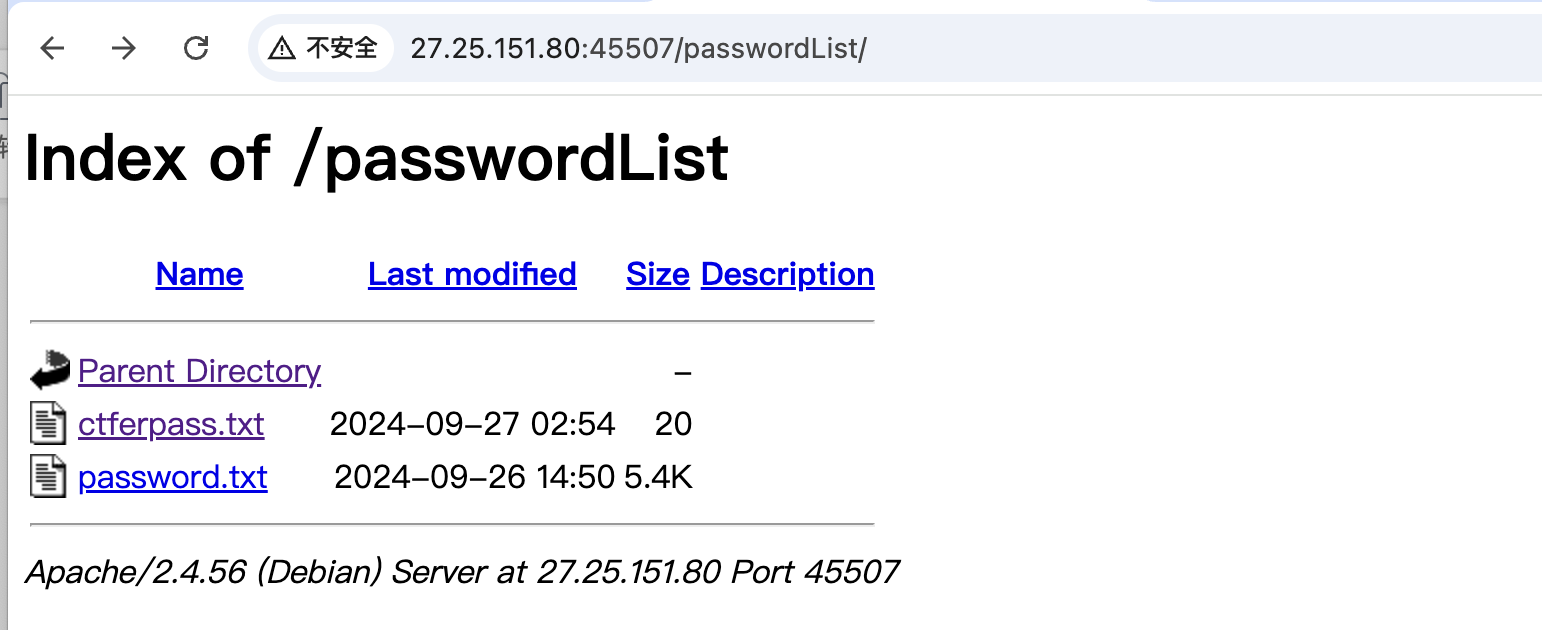 不安全 27.25.151.80:45507/passwordList/
Index of /passwordList
Name Last modified Size Description
Parent Directory –
ctferpass.txt 2024–09–27 02:54 20
password.txt 2024–09–26 14:50 5.4K
Apache/2.4.56 (Debian) Server at 27.25.151.80 Port 45507